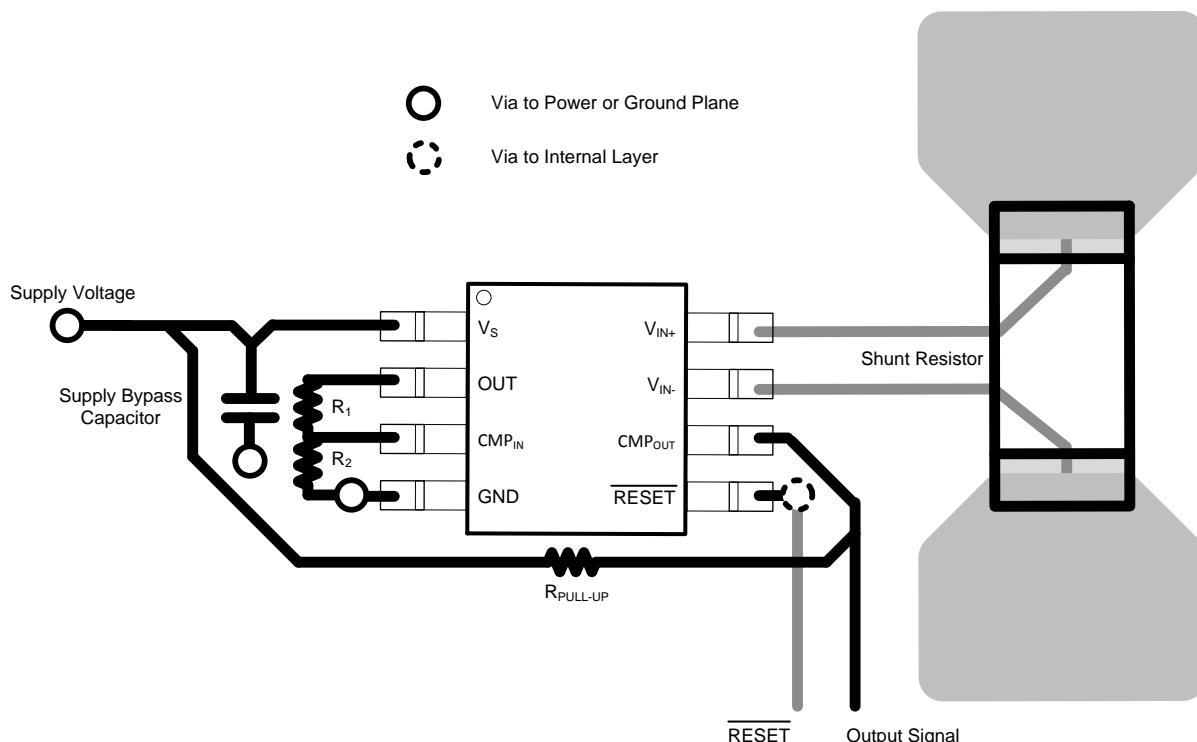 Via to Power or Ground Plane
Via to Internal Layer
Supply Voltage
Supply Bypass
Capacitor
R1
R2
VS
OUT
CMPIN
GND
VIN+
VIN-
CMPOUT
RESET
Shunt Resistor
RPULL-UP
RESET
Output Signal